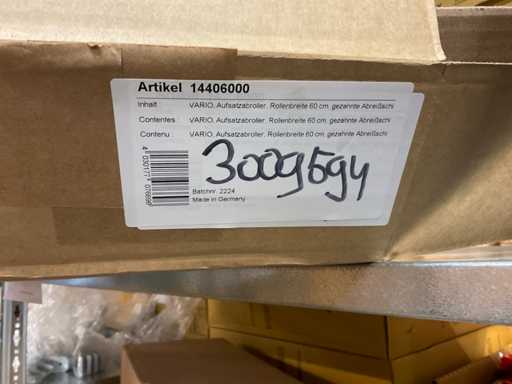 Artikel 14406000
Inhalt VARIO, Aufsatzabroller, Rollenbreite 60 cm, gezahnte Abreißschi
Contentes VARIO, Aufsatzabroller, Rollenbreite 60 cm, gezahnte Abreißschi
Contenu VARIO, Aufsatzabroller, Rollenbreite 60 cm, gezahnte Abreißschi
3009594
Batchnr. 2224
Made in Germany